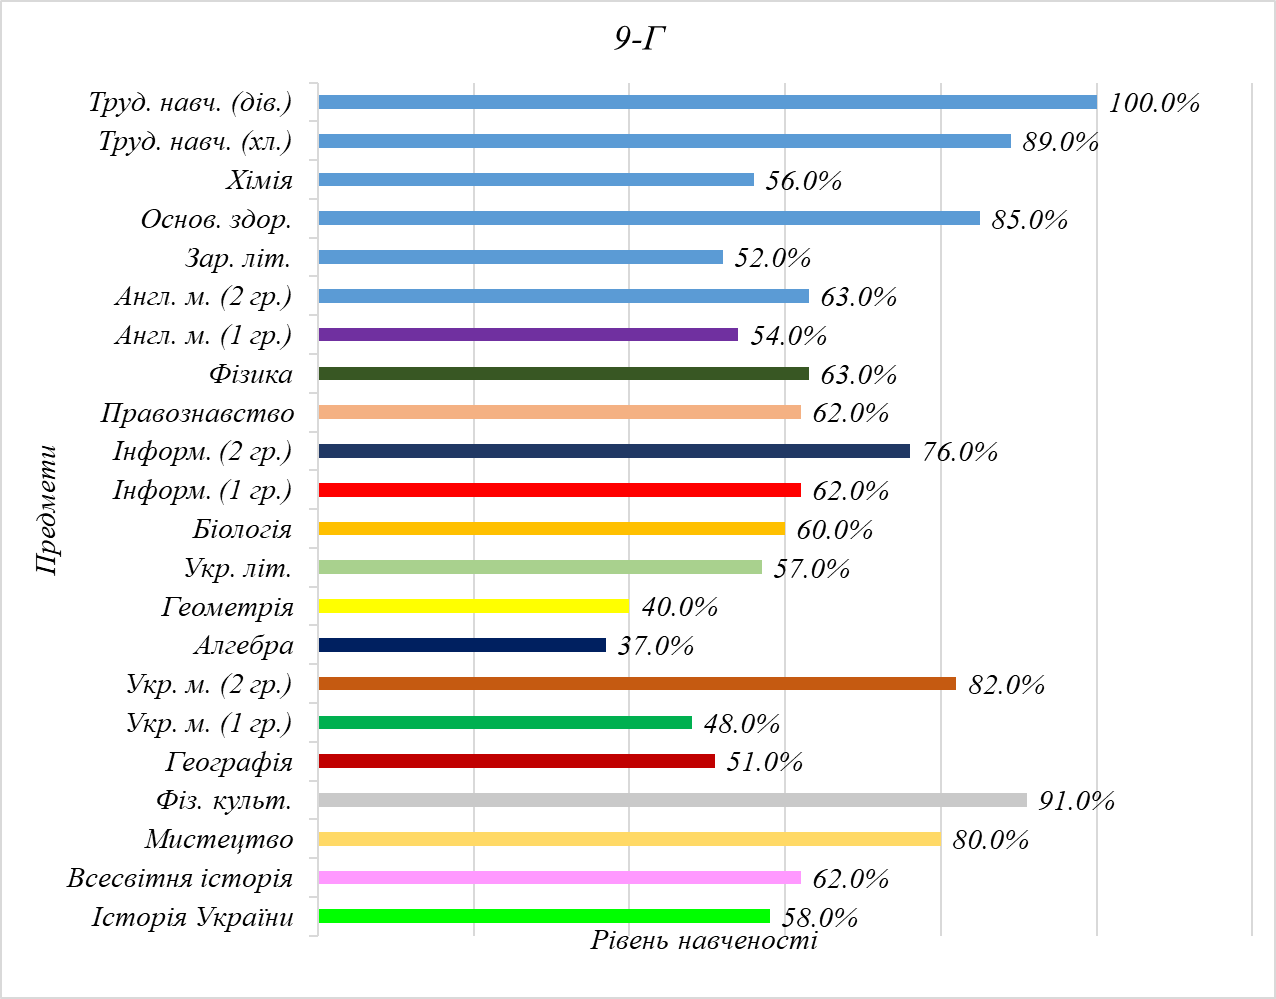 9-Г
Труд. навч. (дів.) 100.0%
Труд. навч. (хл.) 89.0%
Хімія 56.0%
Основ. здор. 85.0%
Зар. літ. 52.0%
Англ. м. (2 гр.) 63.0%
Англ. м. (1 гр.) 54.0%
Фізика 63.0%
Правознавство 62.0%
Інформ. (2 гр.) 76.0%
Інформ. (1 гр.) 62.0%
Біологія 60.0%
Укр. літ. 57.0%
Геометрія 40.0%
Алгебра 37.0%
Укр. м. (2 гр.) 82.0%
Укр. м. (1 гр.) 48.0%
Географія 51.0%
Фіз. культ. 91.0%
Мистецтво 80.0%
Всесвітня історія 62.0%
Історія України 58.0%
Предмети
Рівень навченості